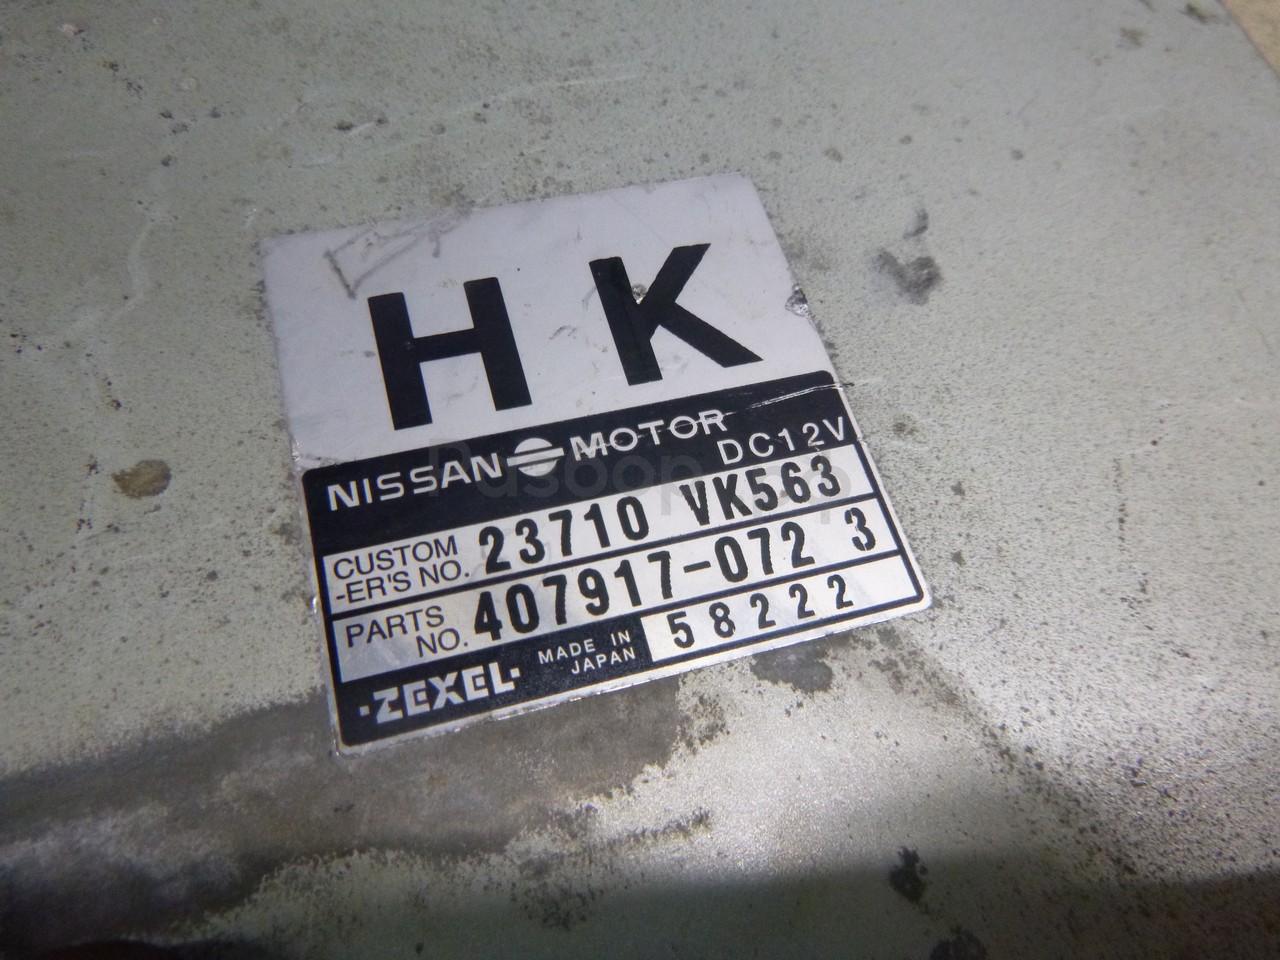 HK
NISSAN MOTOR
DC12V
CUSTOM
-ER'S NO. 23710 VK563
PARTS
NO. 407917-072 3
ZEXEL MADE IN
JAPAN
58222